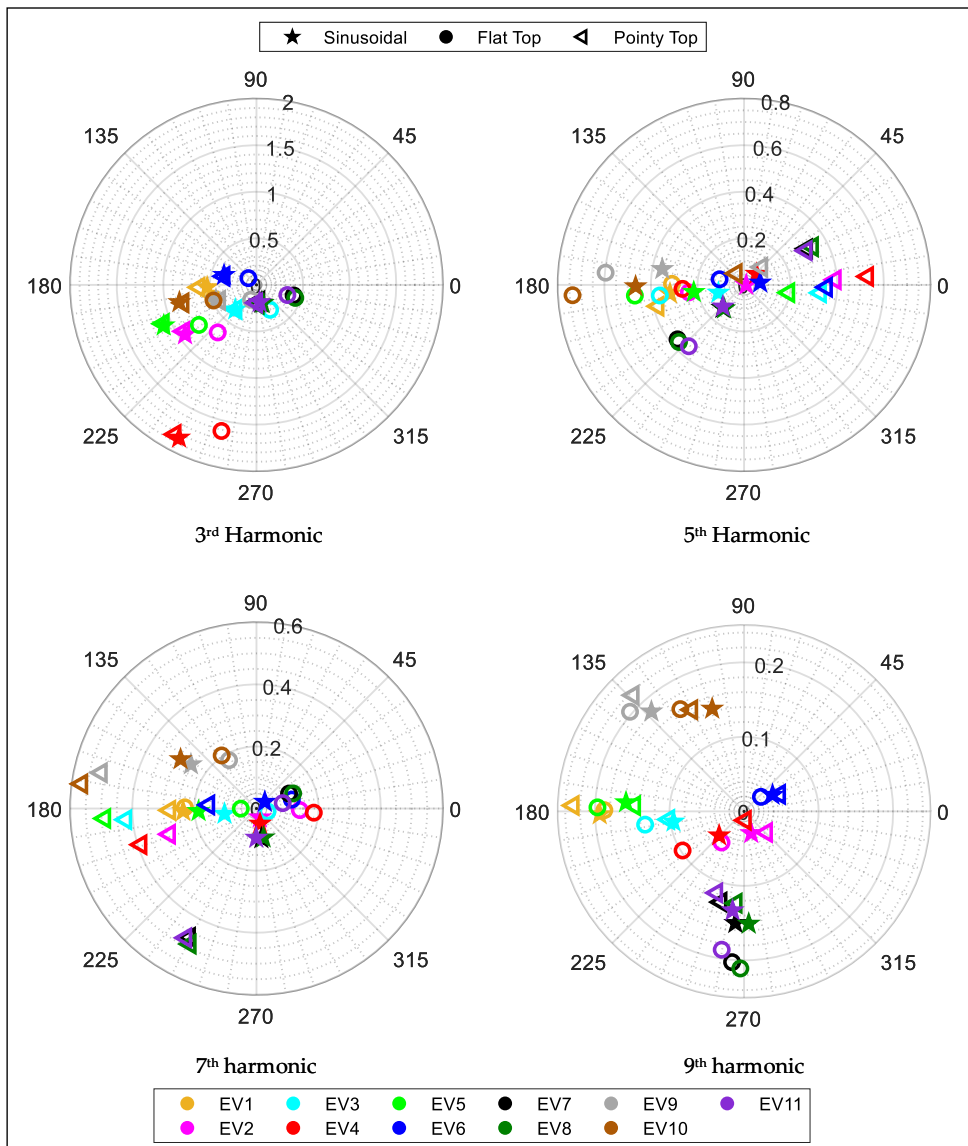 Sinusoidal Flat Top Pointy Top
90 90
135 2 45 135 0.8 45
1.5 0.6
1 0.4
0.5 0.2
180 0 0 180 0 0
225 315 225 315
270 270
3rd Harmonic 5th Harmonic
90 90
135 0.6 45 135 45
0.4 0.2
0.2 0.1
180 0 0 180 0 0
225 315 225 315
270 270
7th harmonic 9th harmonic
EV1 EV3 EV5 EV7 EV9 EV11
EV2 EV4 EV6 EV8 EV10